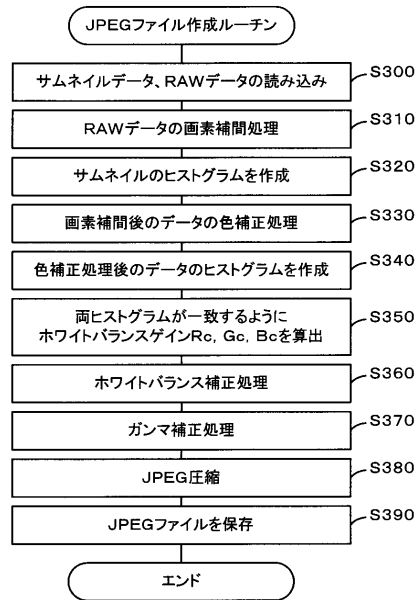 JPEGファイル作成ルーチン
サムネイルデータ、RAWデータの読み込み
S300
RAWデータの画素補間処理
S310
サムネイルのヒストグラムを作成
S320
画素補間後のデータの色補正処理
S330
色補正処理後のデータのヒストグラムを作成
S340
両ヒストグラムが一致するように
ホワイトバランスゲインRc, Gc, Bcを算出
S350
ホワイトバランス補正処理
S360
ガンマ補正処理
S370
JPEG圧縮
S380
JPEGファイルを保存
S390
エンド